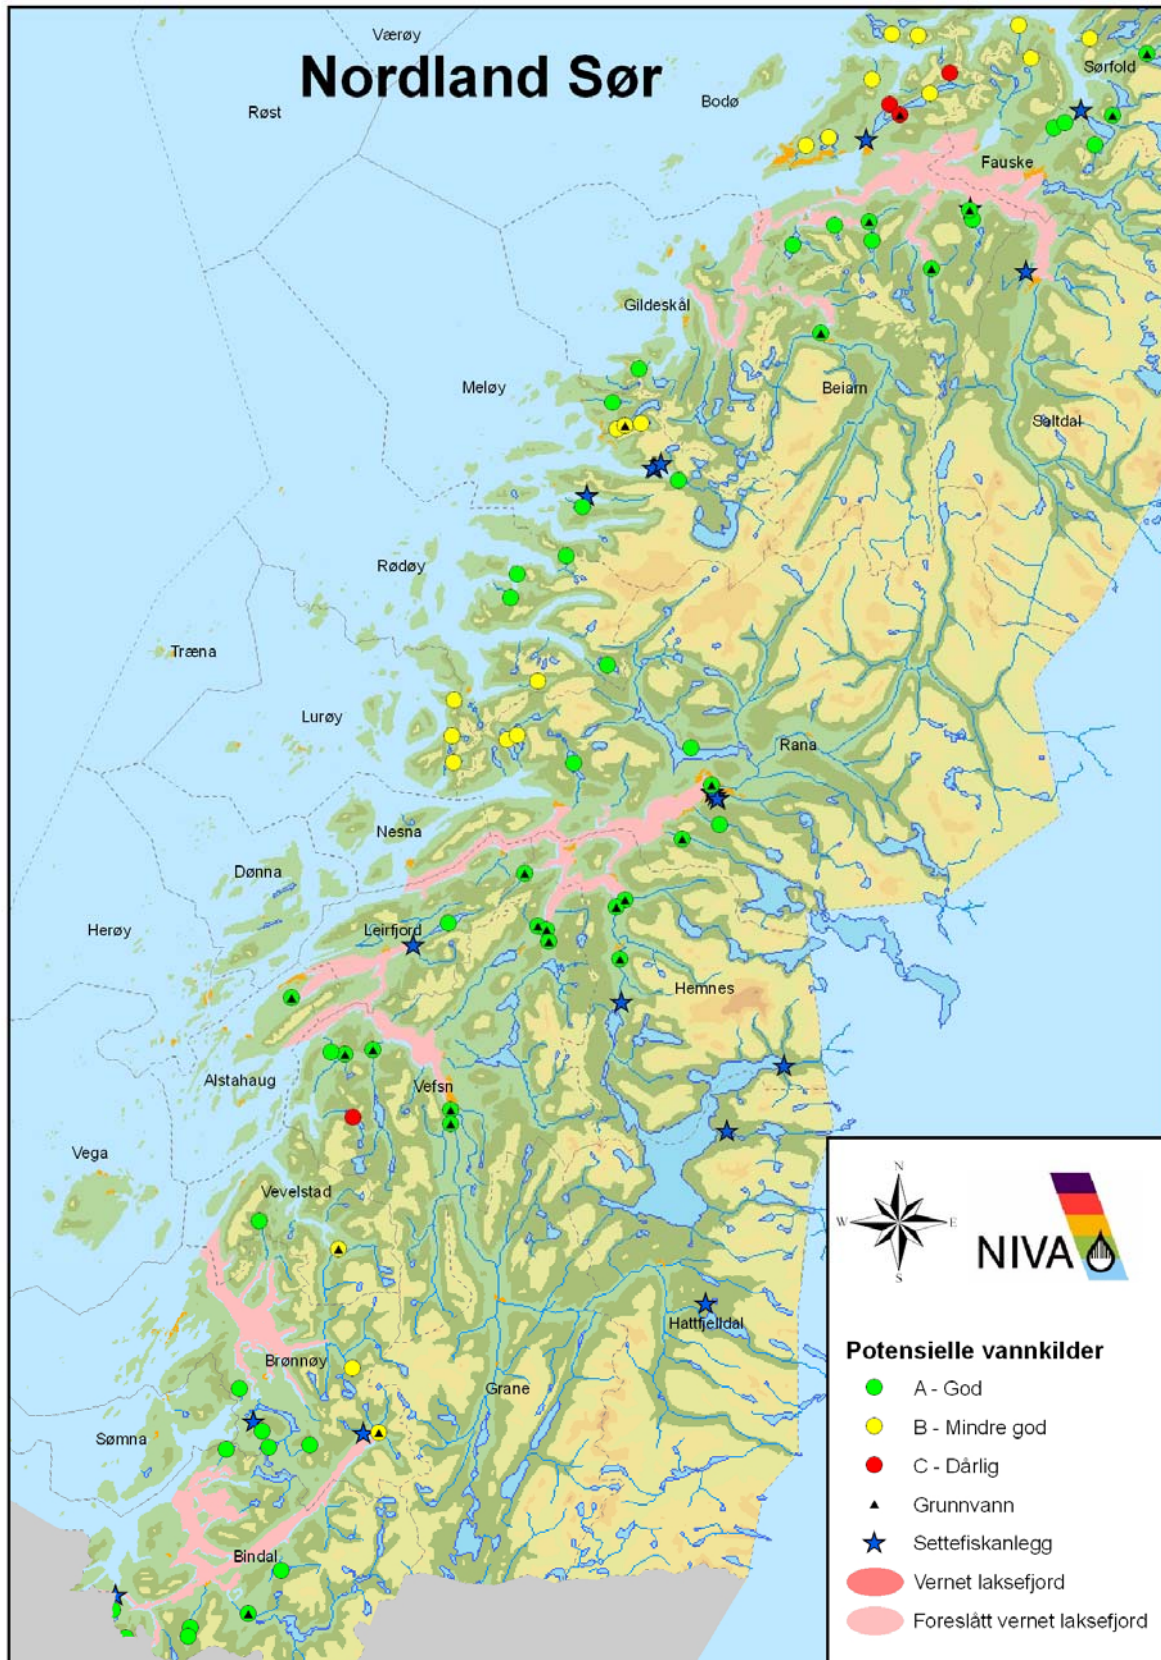 Værøy
Nordland Sør
Sørfold
Bodø
Røst
Fauske
Gildeskål
Meløy
Beiarn
Saltdal
Rødøy
Træna
Lurøy
Rana
Nesna
Dønna
Herøy
Leirfjord
Hemnes
Alstahaug
Vefsn
Vega
Vevelstad
Hattfjelldal
Brønnøy
Grane
Sømna
Bindal
N
W
E
S
NIVA
Potensielle vannkilder
A - God
B - Mindre god
C - Dårlig
Grunnvann
Settefiskanlegg
Vernet laksefjord
Foreslått vernet laksefjord